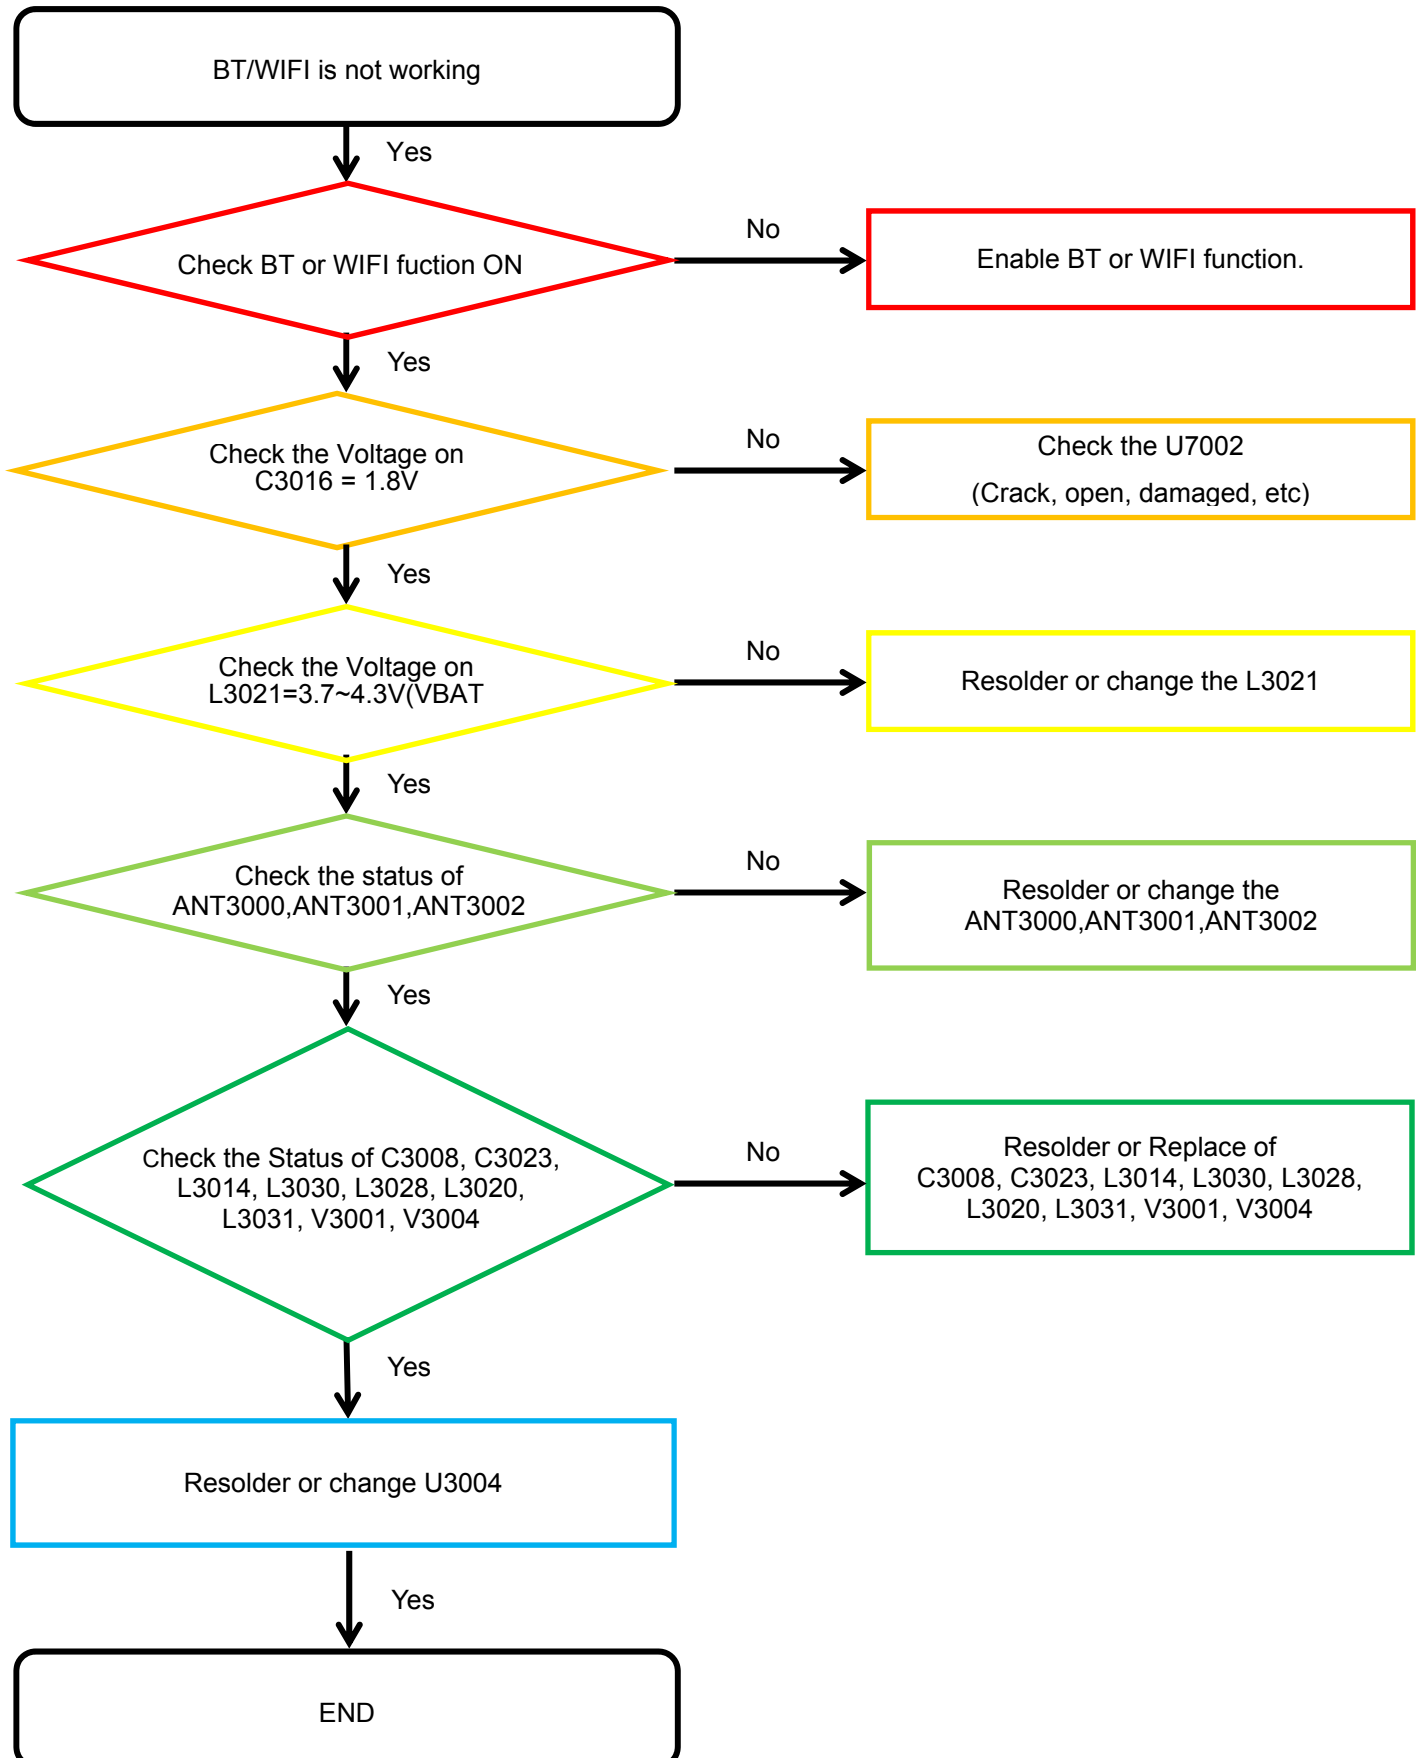 BT/WIFI is not working
Yes
Check BT or WIFI fuction ON
No
Enable BT or WIFI function.
Yes
Check the Voltage on
C3016 = 1.8V
No
Check the U7002
(Crack, open, damaged, etc)
Yes
Check the Voltage on
L3021=3.7~4.3V(VBAT
No
Resolder or change the L3021
Yes
Check the status of
ANT3000,ANT3001,ANT3002
No
Resolder or change the
ANT3000,ANT3001,ANT3002
Yes
Check the Status of C3008, C3023,
L3014, L3030, L3028, L3020,
L3031, V3001, V3004
No
Resolder or Replace of
C3008, C3023, L3014, L3030, L3028,
L3020, L3031, V3001, V3004
Yes
Resolder or change U3004
Yes
END